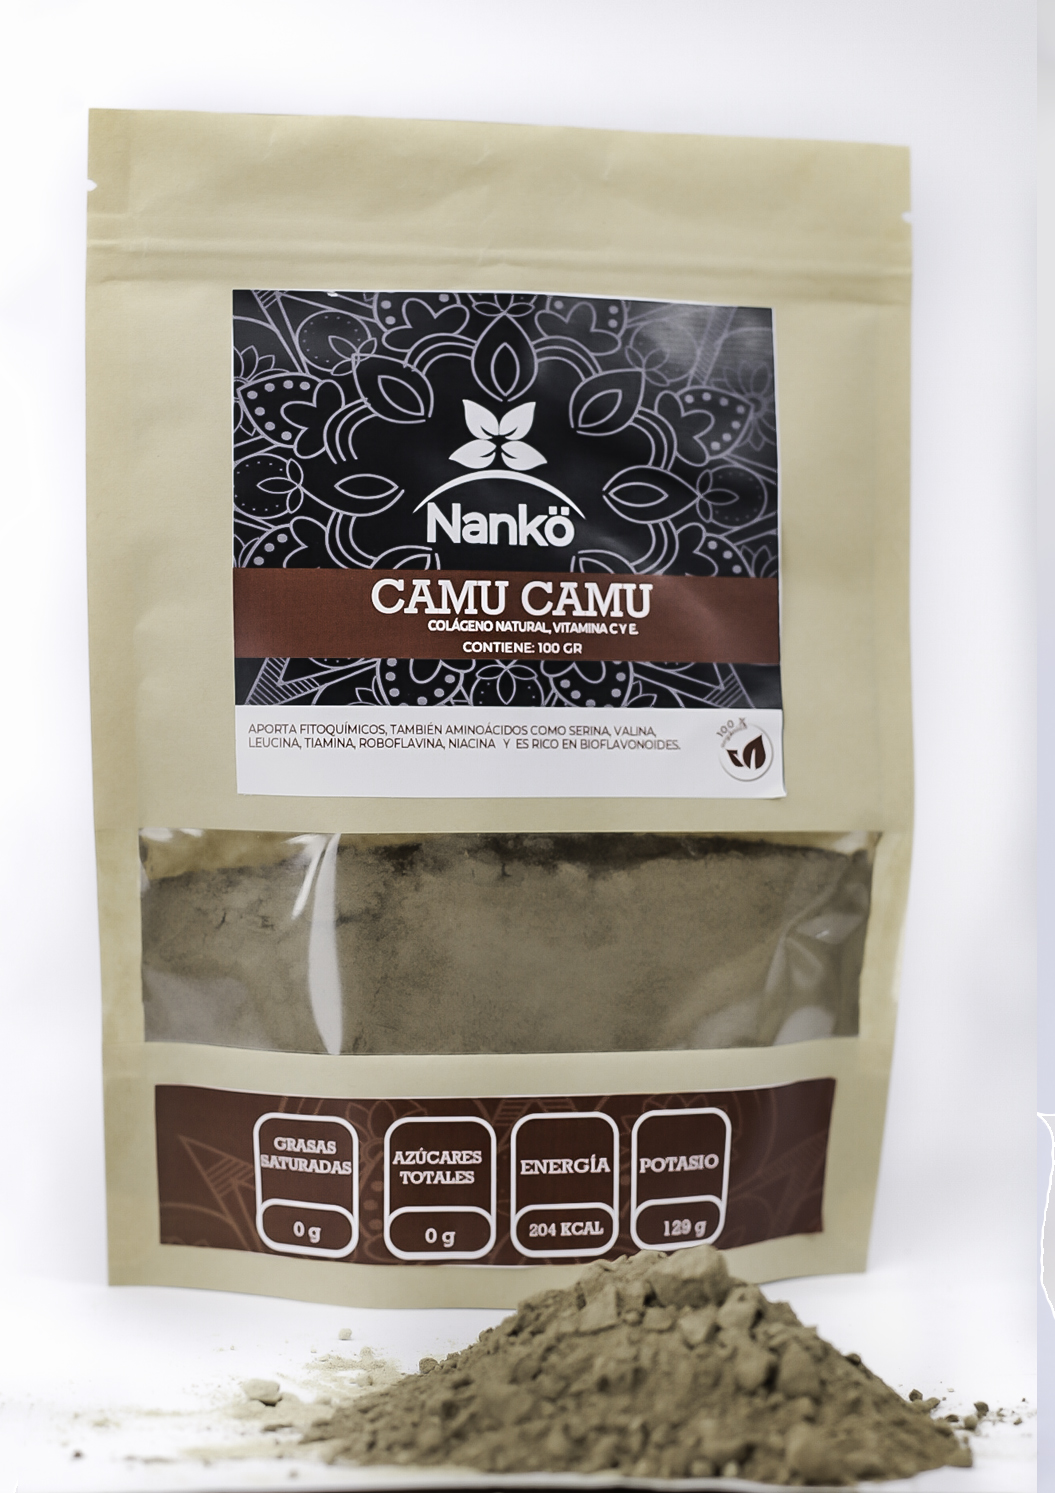 Nankö
CAMU CAMU
COLÁGENO NATURAL, VITAMINA C Y E.
CONTIENE: 100 GR
APORTA FITOQUÍMICOS, TAMBIÉN AMINOÁCIDOS COMO SERINA, VALINA,
LEUCINA, TIAMINA, ROBOFLAVINA, NIACINA Y ES RICO EN BIOFLAVONOIDES.
100 %
GRASAS
SATURADAS
0 g
AZÚCARES
TOTALES
0 g
ENERGÍA
204 KCAL
POTASIO
129 g